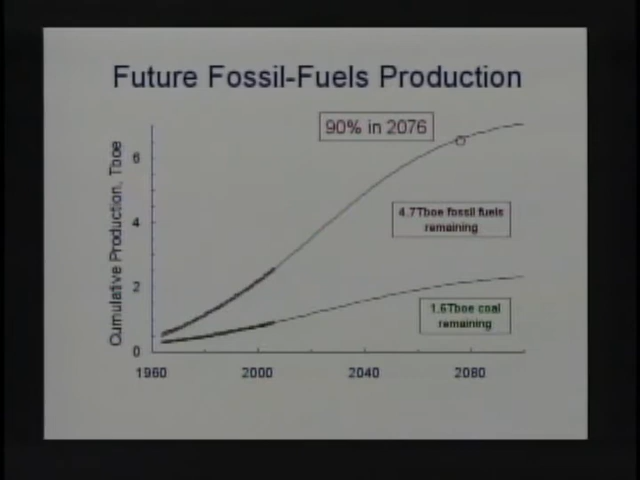 Future Fossil-Fuels Production
90% in 2076
Cumulative Production, Tboe
6
4
2
0
4.7Tboe fossil fuels
remaining
1.6Tboe coal
remaining
1960
2000
2040
2080